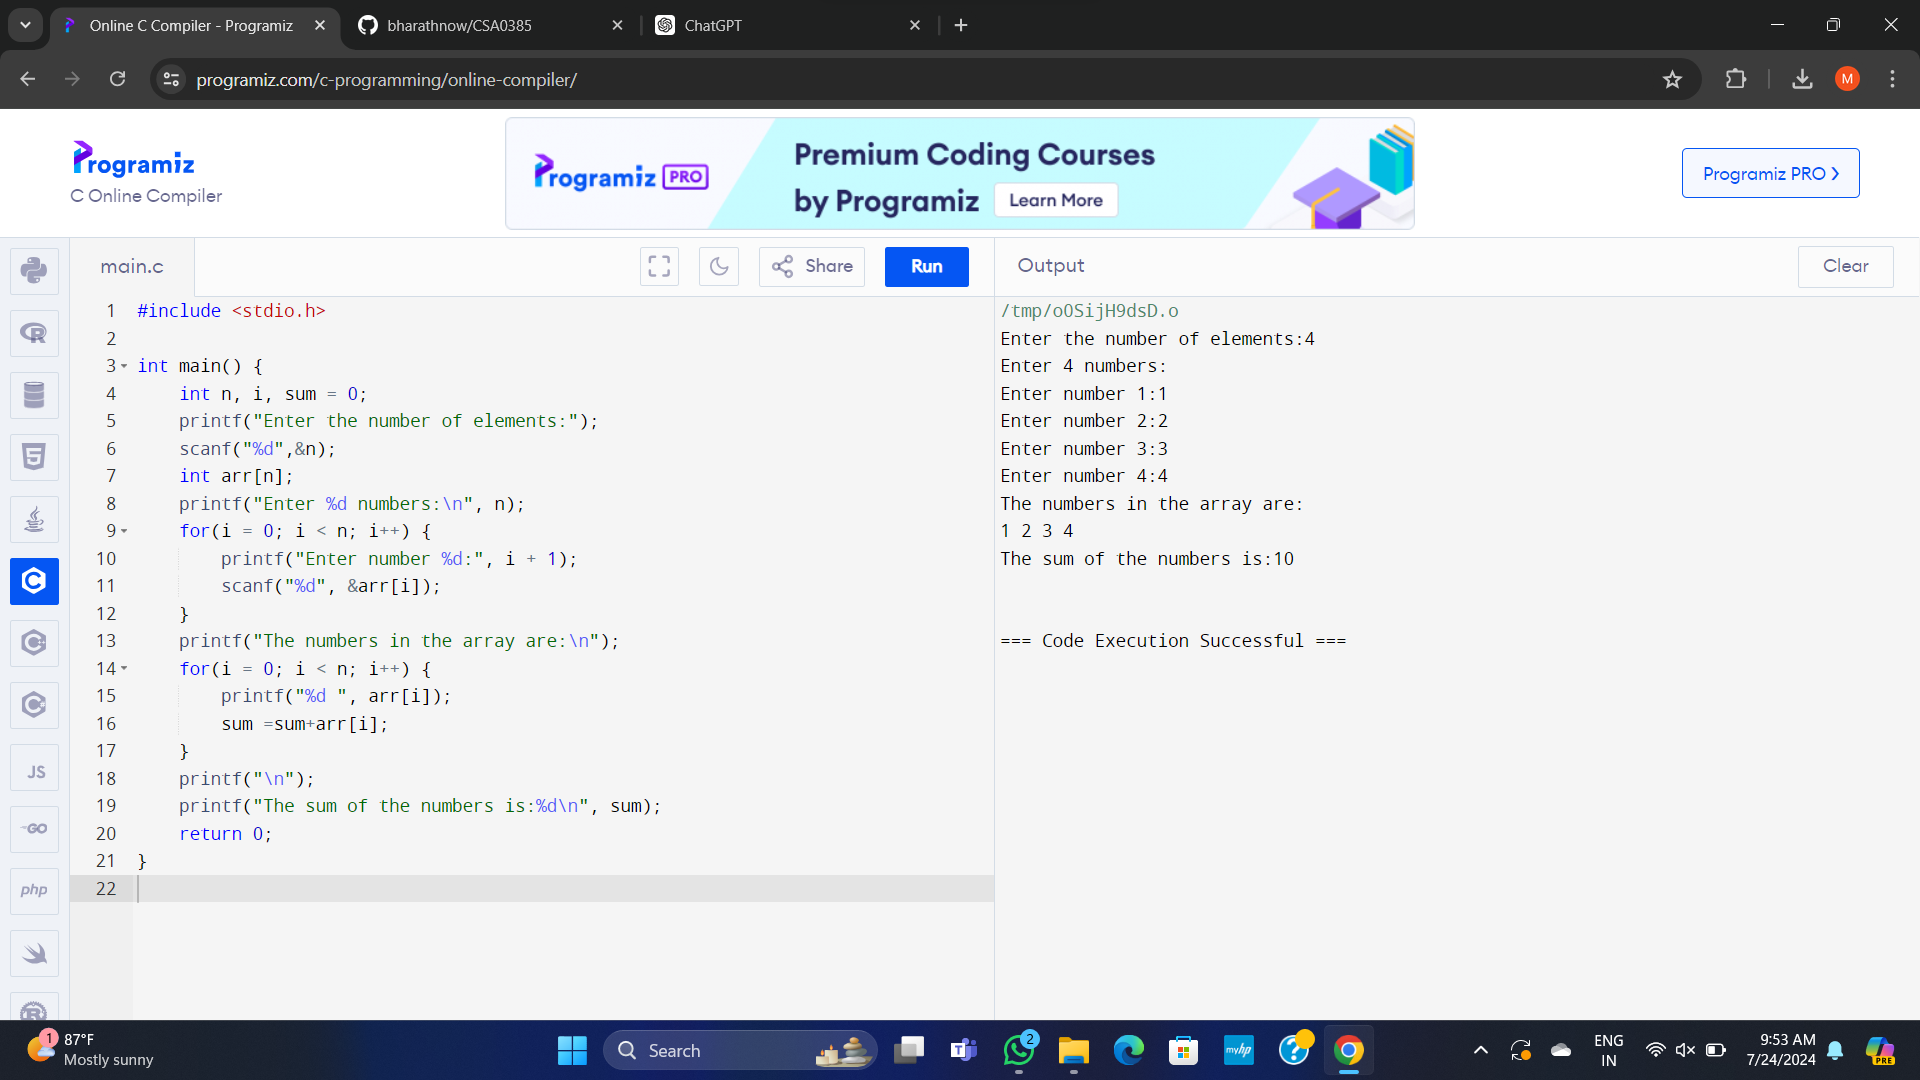 Online C Compiler - Programiz
bharathnow/CSA0385
ChatGPT
programiz.com/c-programming/online-compiler/
M
Programiz
C Online Compiler
Programiz PRO
Premium Coding Courses
by Programiz
Learn More
Programiz PRO
main.c
Share
Run
Output
Clear
1 #include <stdio.h>
2
3 int main() {
4 int n, i, sum = 0;
5 printf("Enter the number of elements:");
6 scanf("%d",&n);
7 int arr[n];
8 printf("Enter %d numbers:\n", n);
9 for(i = 0; i < n; i++) {
10 printf("Enter number %d:", i + 1);
11 scanf("%d", &arr[i]);
12 }
13 printf("The numbers in the array are:\n");
14 for(i = 0; i < n; i++) {
15 printf("%d ", arr[i]);
16 sum =sum+arr[i];
17 }
18 printf("\n");
19 printf("The sum of the numbers is:%d\n", sum);
20 return 0;
21 }
22
/tmp/oOSijH9dsD.o
Enter the number of elements:4
Enter 4 numbers:
Enter number 1:1
Enter number 2:2
Enter number 3:3
Enter number 4:4
The numbers in the array are:
1 2 3 4
The sum of the numbers is:10
=== Code Execution Successful ===
JS
GO
php
1
87°F
Mostly sunny
Search
2
myhp
ENG
IN
9:53 AM
7/24/2024
PRE